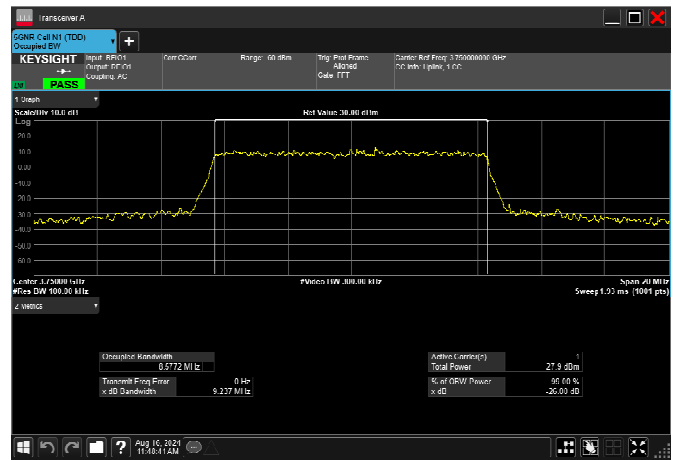 Transceiver A
5GNR Cell N1 (TDD)
Occupied BW
KEYSIGHT
Input: RFIO1
Output: RFIO1
Coupling: AC
Corr: CCorr
Range: 60 dBm
Trig: Prot Frame
Aligned
Gate: FFT
Carrier Ref Freq: 3.750000000 GHz
CC Info: Uplink, 1 CC
PASS
1 Graph
Scale/Div 10.0 dB
Ref Value 30.00 dBm
Log
20.0
10.0
0.00
-10.0
-20.0
-30.0
-40.0
-50.0
-60.0
Center 3.75000 GHz
#Video BW 300.00 kHz
Span 20 MHz
#Res BW 100.00 kHz
Sweep 1.93 ms (1001 pts)
2 Metrics
Occupied Bandwidth
8.5772 MHz
Active Carrier(s) 1
Total Power 27.9 dBm
Transmit Freq Error 0 Hz
x dB Bandwidth 9.237 MHz
% of OBW Power 99.00 %
x dB -26.00 dB
Aug 16, 2024
11:48:41 AM